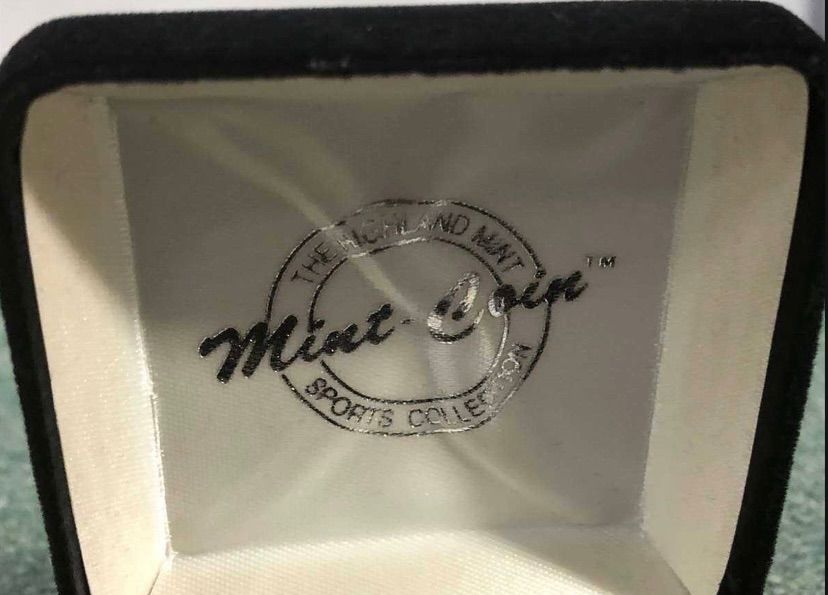 THE HIGHLAND MINT
Mint-Coin™
SPORTS COLLECTION